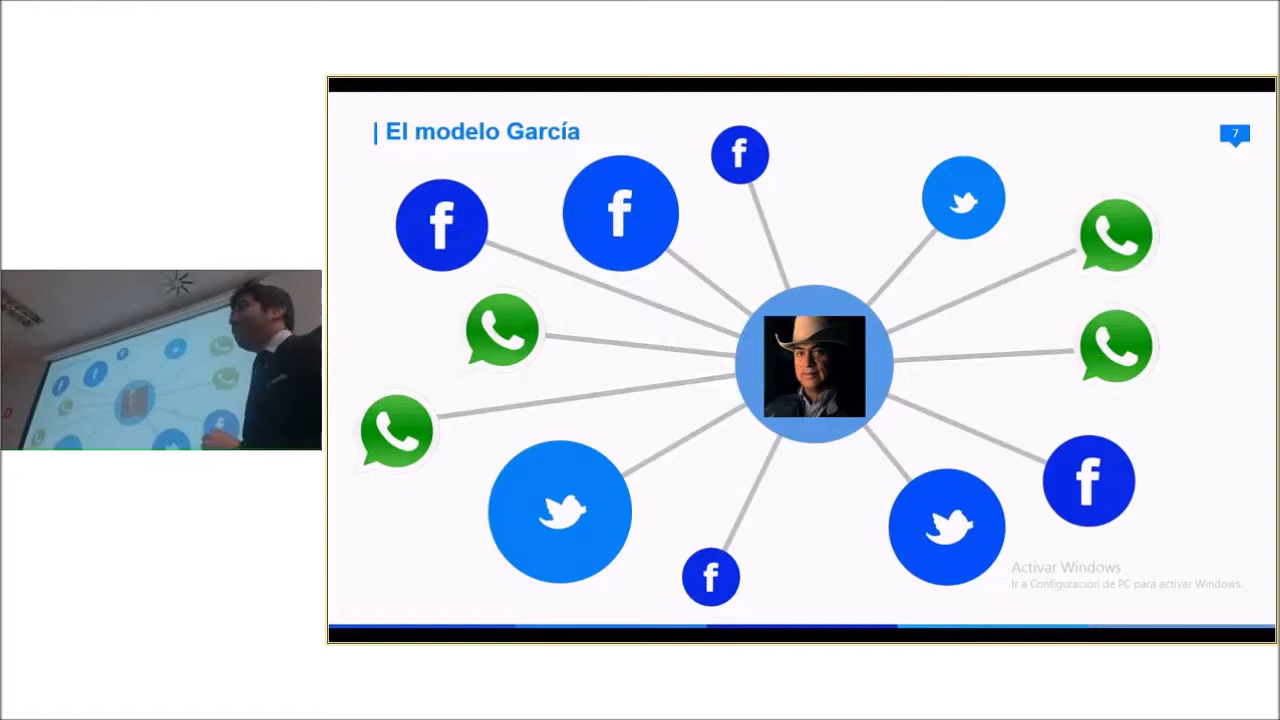 | El modelo García
7
Activar Windows
Ir a Configuración de PC para activar Windows.